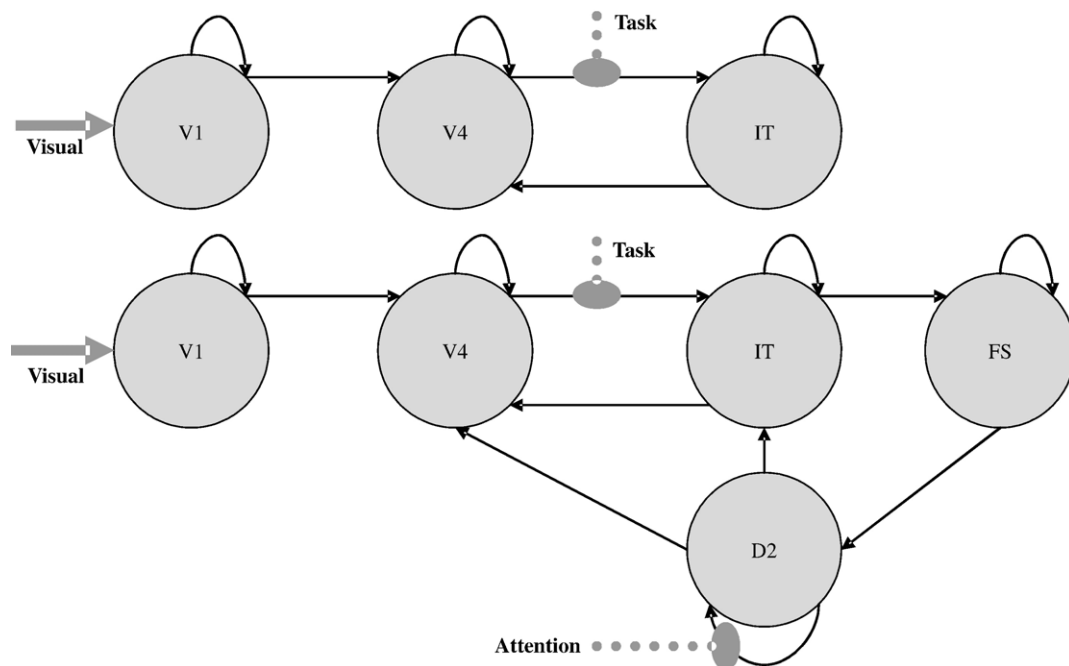 Task
V1 V4 IT
Visual
Task
V1 V4 IT FS
Visual
D2
Attention